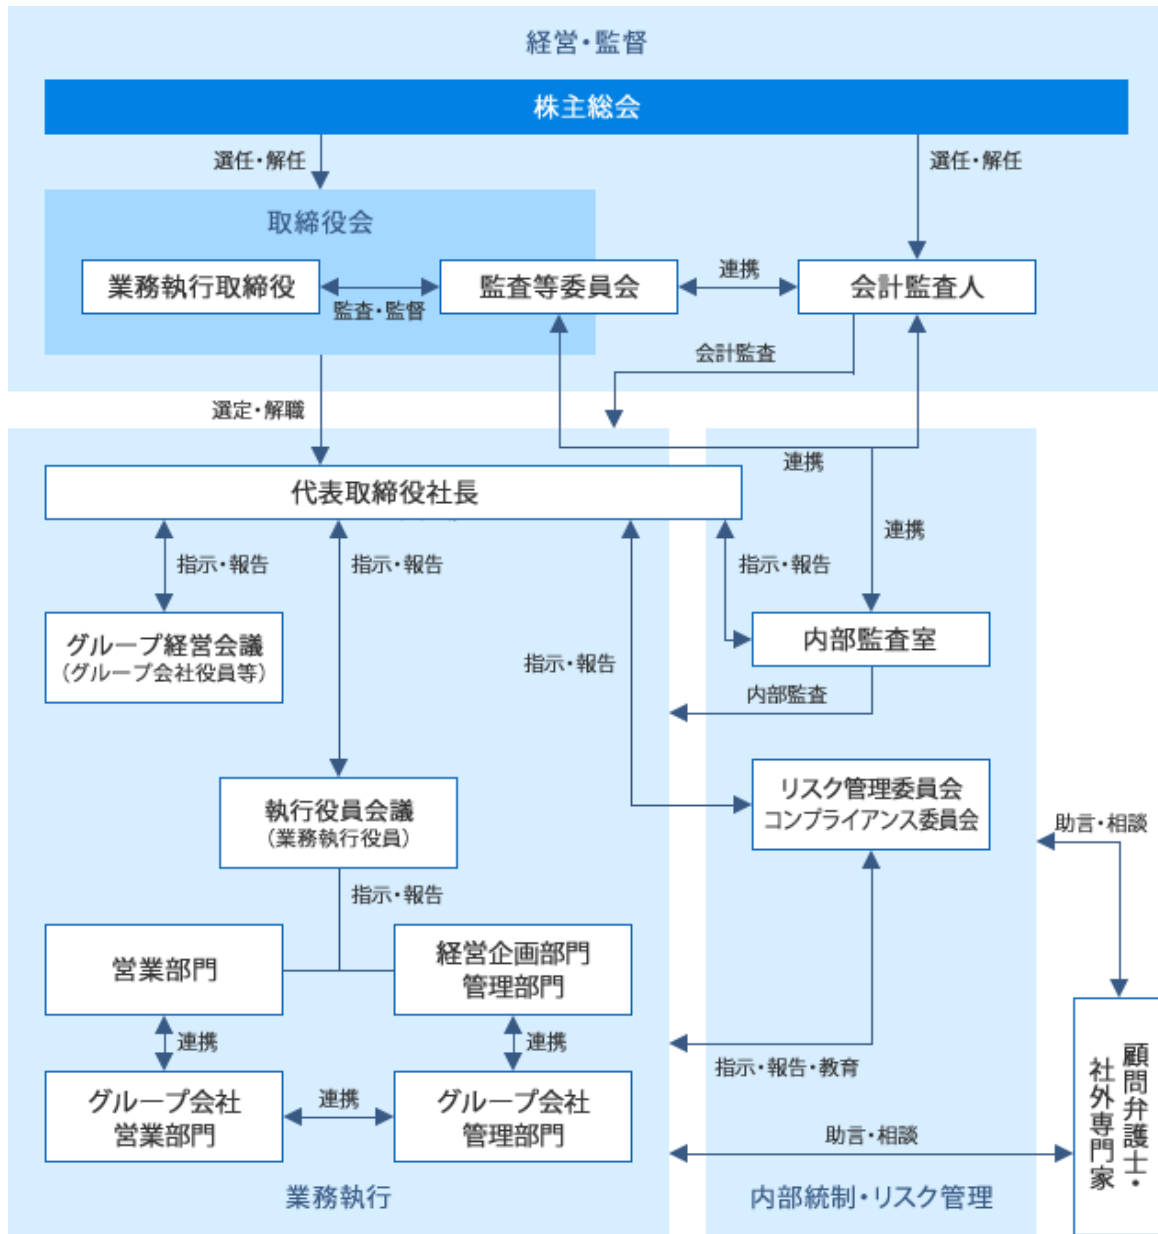 経営・監督
株主総会
選任・解任
選任・解任
取締役会
業務執行取締役
監査・監督
監査等委員会
連携
会計監査人
会計監査
選定・解職
連携
代表取締役社長
連携
指示・報告
指示・報告
指示・報告
グループ経営会議
(グループ会社役員等)
指示・報告
内部監査室
内部監査
執行役員会議
(業務執行役員)
リスク管理委員会
コンプライアンス委員会
助言・相談
指示・報告
営業部門
経営企画部門
管理部門
連携
連携
指示・報告・教育
グループ会社
営業部門
連携
グループ会社
管理部門
助言・相談
顧問弁護士・
社外専門家
業務執行
内部統制・リスク管理